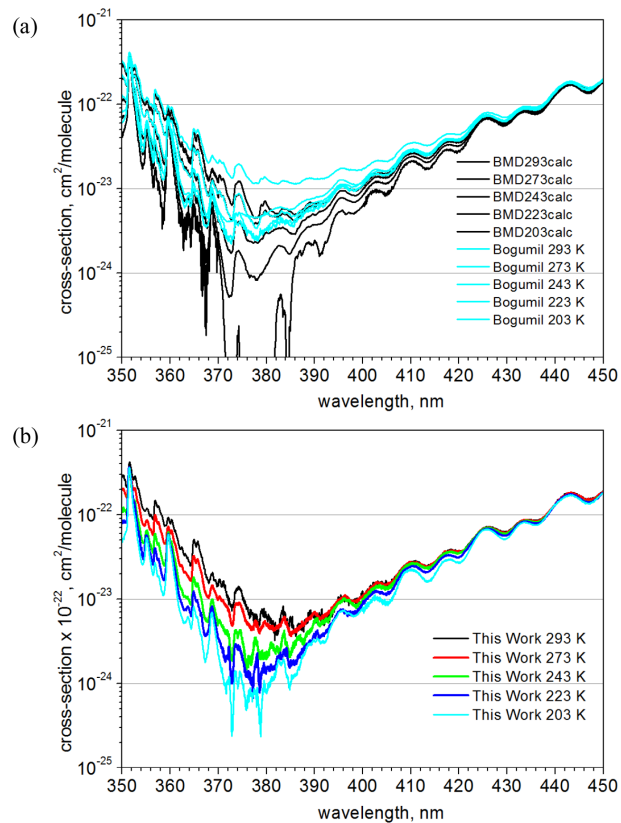 (a)
10-21
10-22
10-23
10-24
10-25
cross-section, cm2/molecule
BMD293calc
BMD273calc
BMD243calc
BMD223calc
BMD203calc
Bogumil 293 K
Bogumil 273 K
Bogumil 243 K
Bogumil 223 K
Bogumil 203 K
350 360 370 380 390 400 410 420 430 440 450
wavelength, nm
(b)
10-21
10-22
10-23
10-24
10-25
cross-section x 10-22 cm2/molecule
This Work 293 K
This Work 273 K
This Work 243 K
This Work 223 K
This Work 203 K
350 360 370 380 390 400 410 420 430 440 450
wavelength, nm